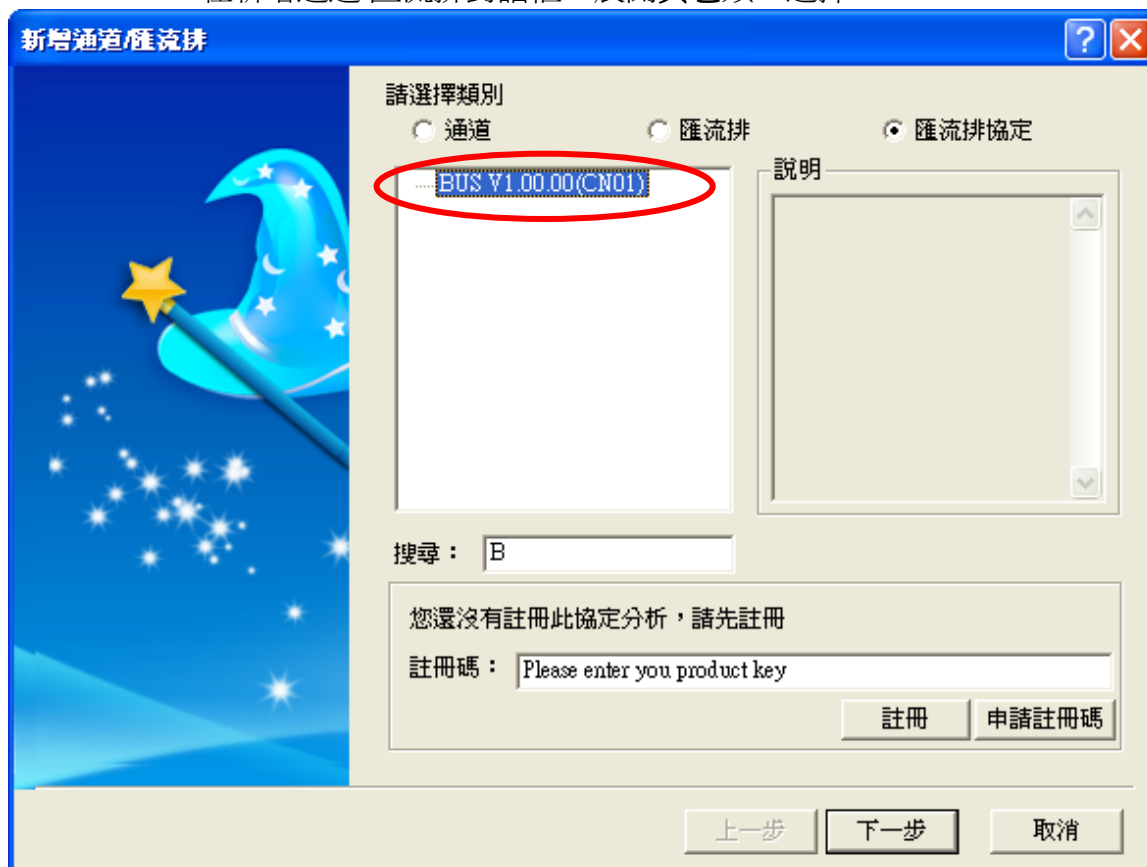 新增通道/匯流排
請選擇類別
通道 匯流排 匯流排協定
BUS V1.00.00(CN01)
說明
搜尋： B
您還沒有註冊此協定分析，請先註冊
註冊碼： Please enter you product key
註冊 申請註冊碼
上一步 下一步 取消